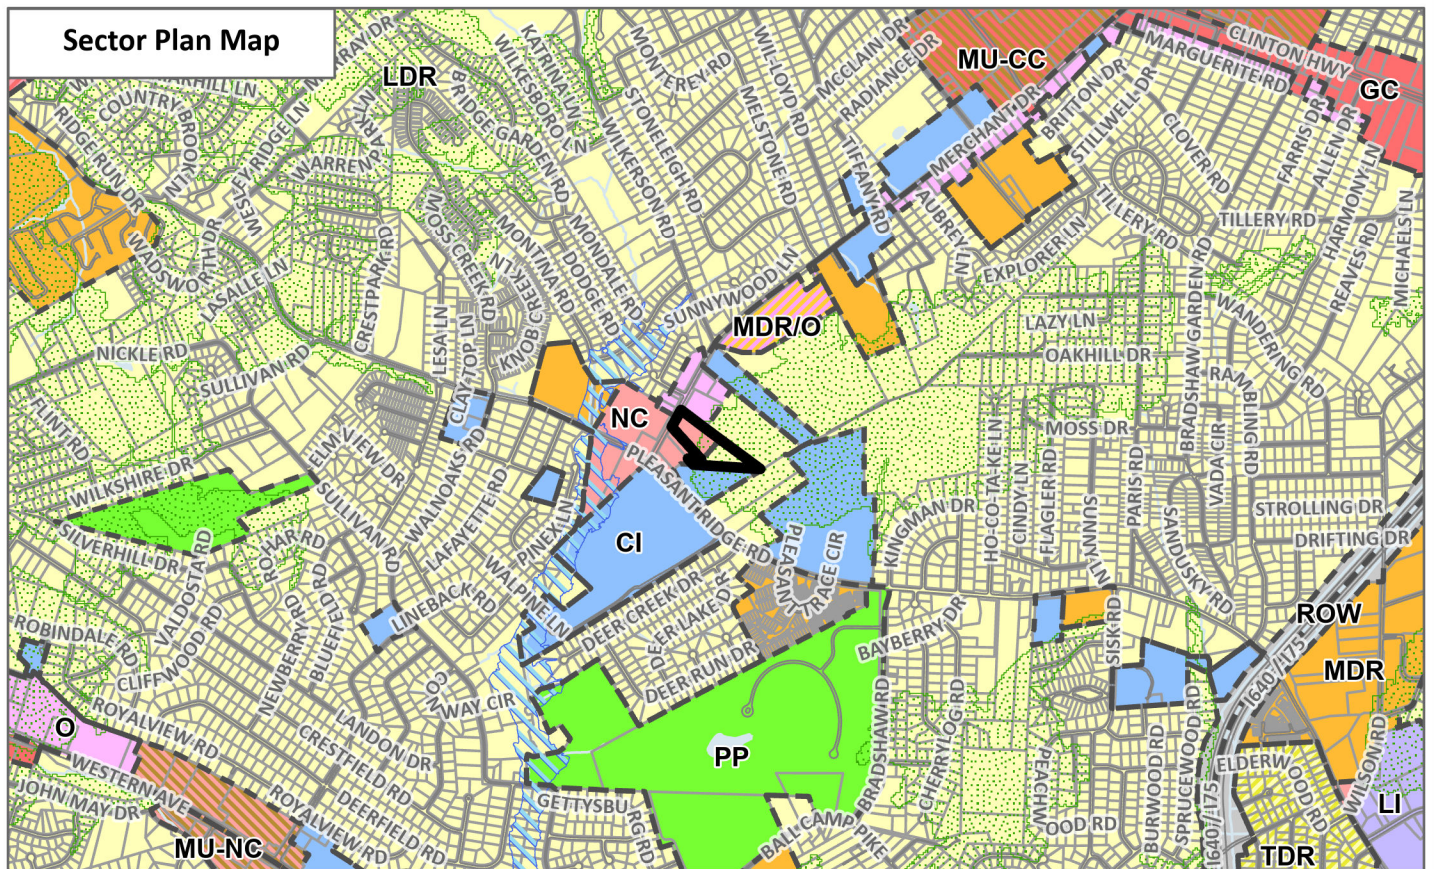 Sector Plan Map
LDR
MU-CC
GC
MDR/O
NC
CI
PP
O
MU-NC
ROW
MDR
LI
TDR
COUNTRY BROOK
RIDGE RUN DR
WARREN
CRESTPARK RD
LASALLE LN
NICKLE RD
SULLIVAN RD
FLINT RD
WILKSHIRE DR
SILVERHILL DR
ROBINDALE RD
VALDOSTA RD
CLIFFWOOD RD
NEWBERRY RD
BLUEFIELD RD
ROYALVIEW RD
WESTERN AVE
JOHN MAY DR
CRESTFIELD RD
LANDON DR
DEERFIELD RD
ROYALVIEW RD
ELMVIEW DR
SULLIVAN RD
LAFAYETTE RD
WALNOAKS RD
LINEBACK RD
WALPINE LN
PINEX LN
CONWAY CIR
LESA LN
CLAY TOP LN
KNOB CREEK LN
MOSS CREEK RD
BRIDGE GARDEN RD
WILKESBORO LN
KATRINA WY
MONTEREY RD
WIL-LOYD RD
MCCLAIN DR
RADIANCE DR
MELSTONE RD
STONELEIGH RD
WILKERSON RD
MONTVINA RD
DODGE RD
MONDALE RD
SUNNYWOOD LN
TIFFANY RD
MERCHANT DR
AUBREY LN
BRITTON DR
STILLWELL DR
MARGUERITE RD
CLINTON HWY
CLOVER RD
FARRIS DR
ALLEN DR
HARMONY LN
MICHAELS LN
TILLERY RD
TILLERY RD
REAVES RD
WANDERING RD
EXPLORER LN
LAZY LN
OAKHILL DR
BRADSHAW GARDEN RD
RAMBLING RD
MOSS DR
VADA CIR
HO-CO-TA-KE-LN
CINDY LN
FLAGLER RD
SUNNS LN
PARIS RD
SANDUSKY RD
STROLLING DR
DRIFTING DR
KINGMAN DR
PLEASANTRIDGE RD
TRACE CIR
DEER CREEK DR
DEER LAKE DR
DEER RUN DR
BAYBERRY DR
BRADSHAW RD
CHERRYLOG RD
PEACHWOOD RD
SISK RD
BURWOOD RD
SPRUCEWOOD RD
I640/I75
I640/I75
ELDERWOOD RD
WILSON RD
BALL CAMP PIKE
GETTYSBURG RD